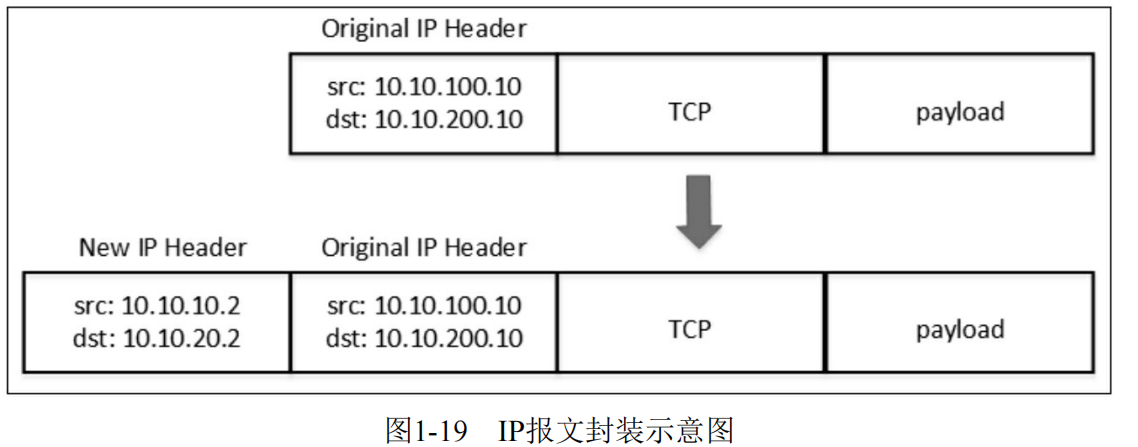 Original IP Header
src: 10.10.100.10
dst: 10.10.200.10
TCP
payload
New IP Header
Original IP Header
src: 10.10.10.2
dst: 10.10.20.2
src: 10.10.100.10
dst: 10.10.200.10
TCP
payload
图1-19 IP报文封装示意图